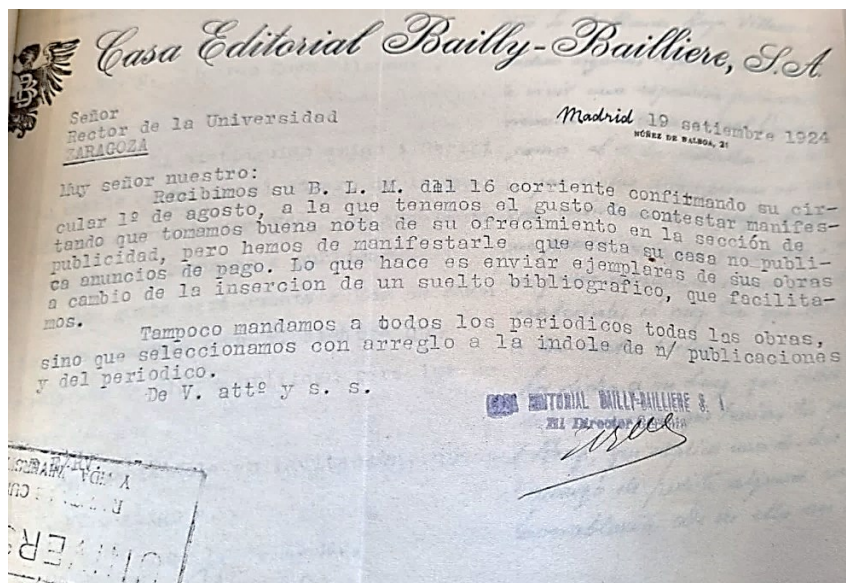 Casa Editorial Bailly-Bailliere, S.A.
BB
Señor
Rector de la Universidad
ZARAGOZA
Madrid 19 setiembre 1924
NÚÑEZ DE BALBOA, 21
Muy señor nuestro:
Recibimos su B. L. M. dal 16 corriente confirmando su cir-
cular 1º de agosto, a la que tenemos el gusto de contestar manifes-
tando que tomamos buena nota de su ofrecimiento en la sección de
publicidad, pero hemos de manifestarle que esta su casa no publi-
ca anuncios de pago. Lo que hace es enviar ejemplares de sus obras
a cambio de la insercion de un suelto bibliografico, que facilita-
mos.
Tampoco mandamos a todos los periodicos todas las obras,
sino que seleccionamos con arreglo a la indole de n/ publicaciones
y del periodico.
De V. attº y s. s.
CASA EDITORIAL BAILLY-BAILLIERE S. A
El Director